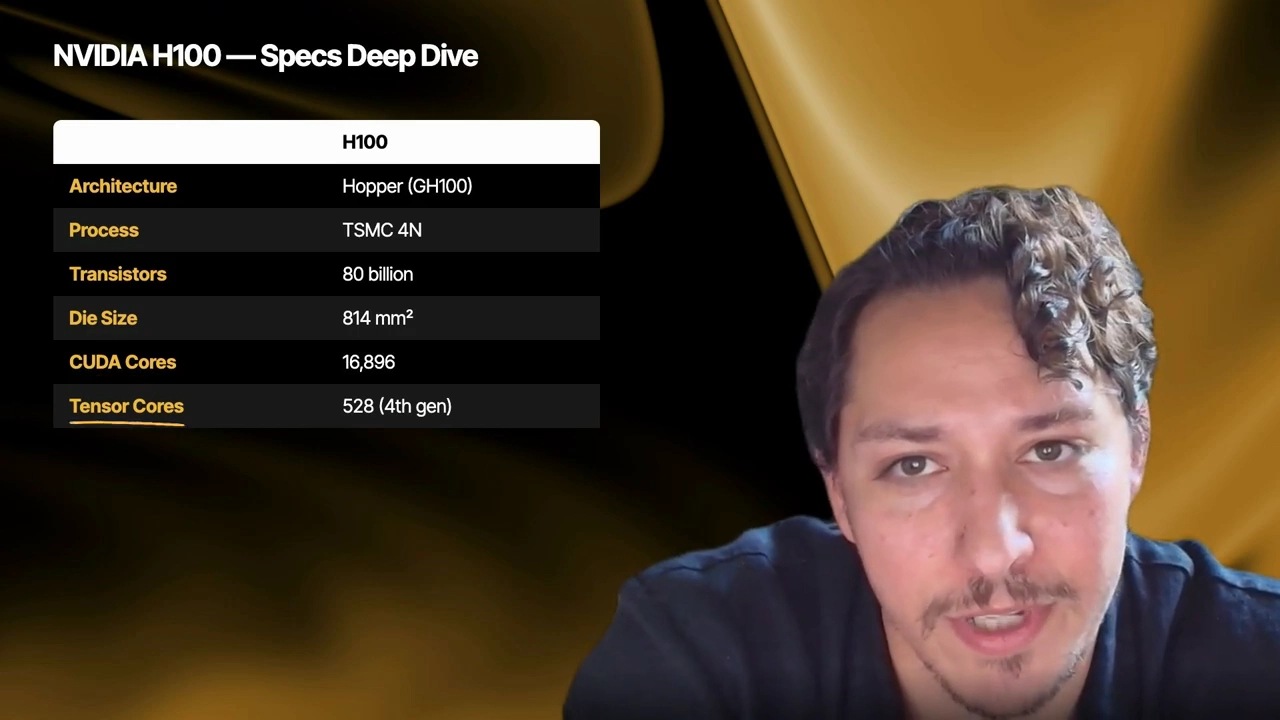 NVIDIA H100 — Specs Deep Dive
H100
Architecture Hopper (GH100)
Process TSMC 4N
Transistors 80 billion
Die Size 814 mm²
CUDA Cores 16,896
Tensor Cores 528 (4th gen)